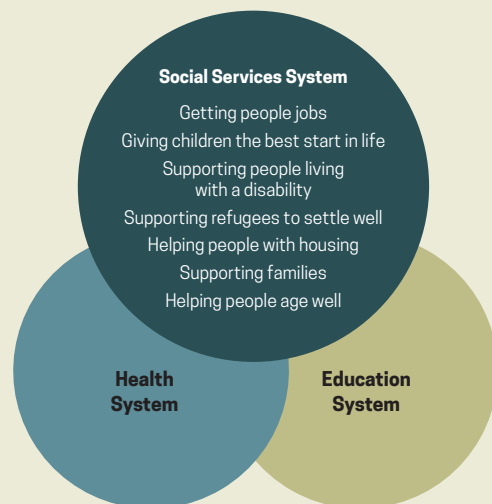 Social Services System
Getting people jobs
Giving children the best start in life
Supporting people living
with a disability
Supporting refugees to settle well
Helping people with housing
Supporting families
Helping people age well
Health
System
Education
System